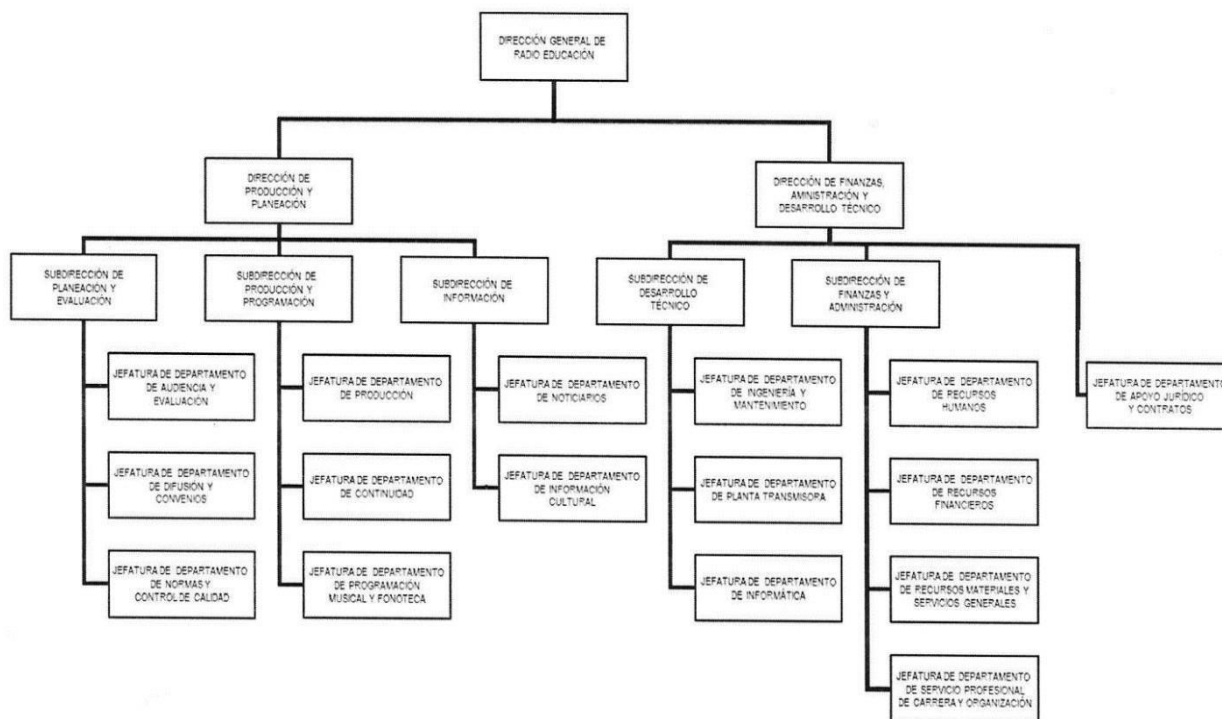 DIRECCIÓN GENERAL DE
RADIO EDUCACIÓN
DIRECCIÓN DE
PRODUCCIÓN Y
PLANEACIÓN
DIRECCIÓN DE FINANZAS,
AMINISTRACIÓN Y
DESARROLLO TÉCNICO
SUBDIRECCIÓN DE
PLANEACIÓN Y
EVALUACIÓN
SUBDIRECCIÓN DE
PRODUCCIÓN Y
PROGRAMACIÓN
SUBDIRECCIÓN DE
INFORMACIÓN
SUBDIRECCIÓN DE
DESARROLLO
TÉCNICO
SUBDIRECCIÓN DE
FINANZAS Y
ADMINISTRACIÓN
JEFATURA DE DEPARTAMENTO
DE AUDIENCIA Y
EVALUACIÓN
JEFATURA DE DEPARTAMENTO
DE PRODUCCIÓN
JEFATURA DE DEPARTAMENTO
DE NOTICIARIOS
JEFATURA DE DEPARTAMENTO
DE INGENIERÍA Y
MANTENIMIENTO
JEFATURA DE DEPARTAMENTO
DE RECURSOS
HUMANOS
JEFATURA DE DEPARTAMENTO
DE APOYO JURÍDICO
Y CONTRATOS
JEFATURA DE DEPARTAMENTO
DE DIFUSIÓN Y
CONVENIOS
JEFATURA DE DEPARTAMENTO
DE CONTINUIDAD
JEFATURA DE DEPARTAMENTO
DE INFORMACIÓN
CULTURAL
JEFATURA DE DEPARTAMENTO
DE PLANTA TRANSMISORA
JEFATURA DE DEPARTAMENTO
DE RECURSOS
FINANCIEROS
JEFATURA DE DEPARTAMENTO
DE NORMAS Y
CONTROL DE CALIDAD
JEFATURA DE DEPARTAMENTO
DE PROGRAMACIÓN
MUSICAL Y FONOTECA
JEFATURA DE DEPARTAMENTO
DE INFORMÁTICA
JEFATURA DE DEPARTAMENTO
DE RECURSOS MATERIALES Y
SERVICIOS GENERALES
JEFATURA DE DEPARTAMENTO
DE SERVICIO PROFESIONAL
DE CARRERA Y ORGANIZACIÓN